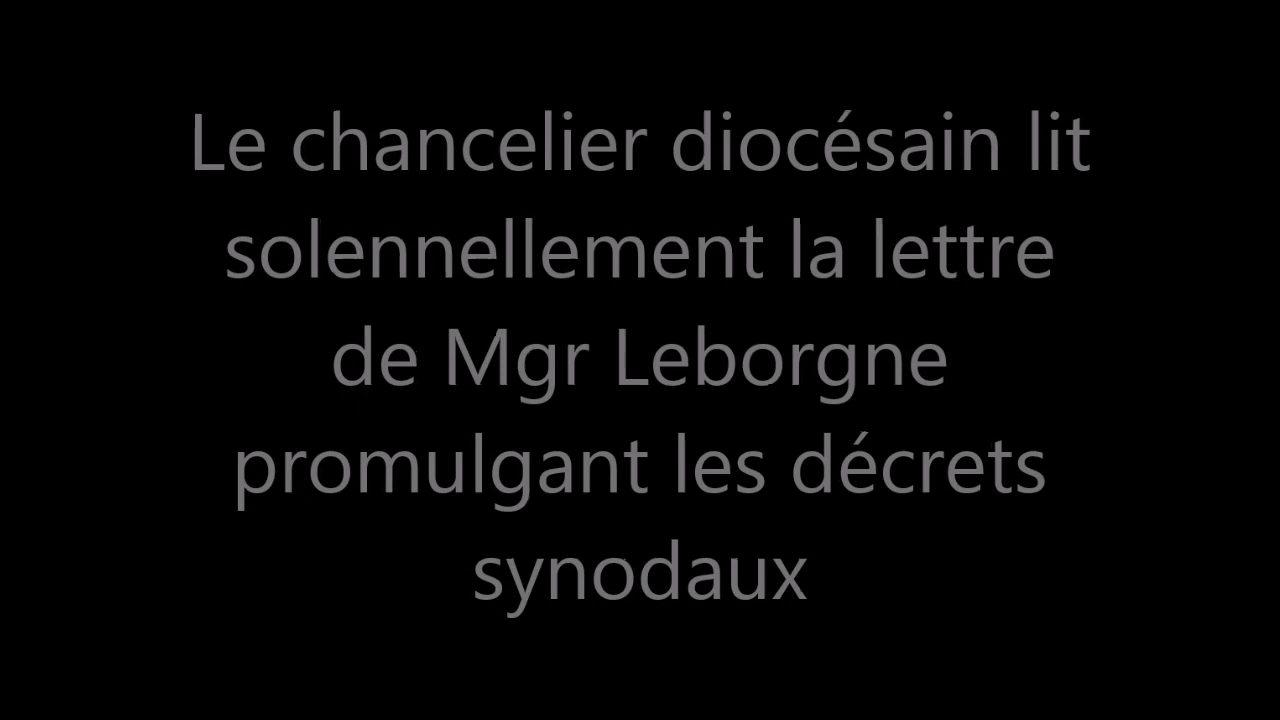 Le chancelier diocésain lit
solennellement la lettre
de Mgr Leborgne
promulgant les décrets
synodaux